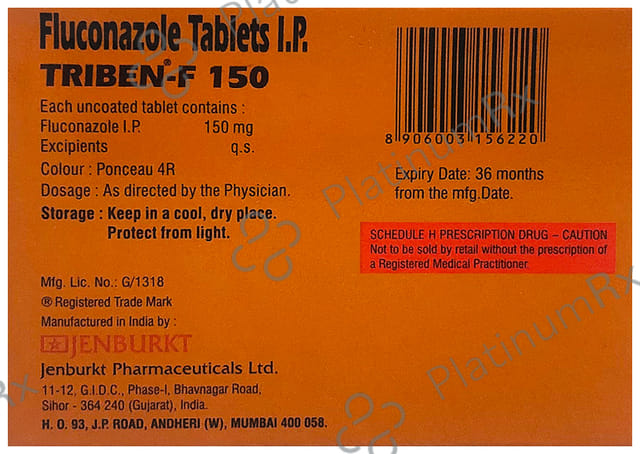 Fluconazole Tablets I.P.
TRIBEN®-F 150
Each uncoated tablet contains :
Fluconazole I.P. 150 mg
Excipients q.s.
Colour : Ponceau 4R
Dosage : As directed by the Physician.
Storage : Keep in a cool, dry place.
Protect from light.
8 906003 156220
Expiry Date: 36 months
from the mfg.Date.
SCHEDULE H PRESCRIPTION DRUG – CAUTION
Not to be sold by retail without the prescription of
a Registered Medical Practitioner.
Mfg. Lic. No.: G/1318
® Registered Trade Mark
Manufactured in India by :
JENBURKT
Jenburkt Pharmaceuticals Ltd.
11-12, G.I.D.C., Phase-I, Bhavnagar Road,
Sihor - 364 240 (Gujarat), India.
H. O. 93, J.P. ROAD, ANDHERI (W), MUMBAI 400 058.
PlatinumRx
PlatinumRx
PlatinumRx
Rx